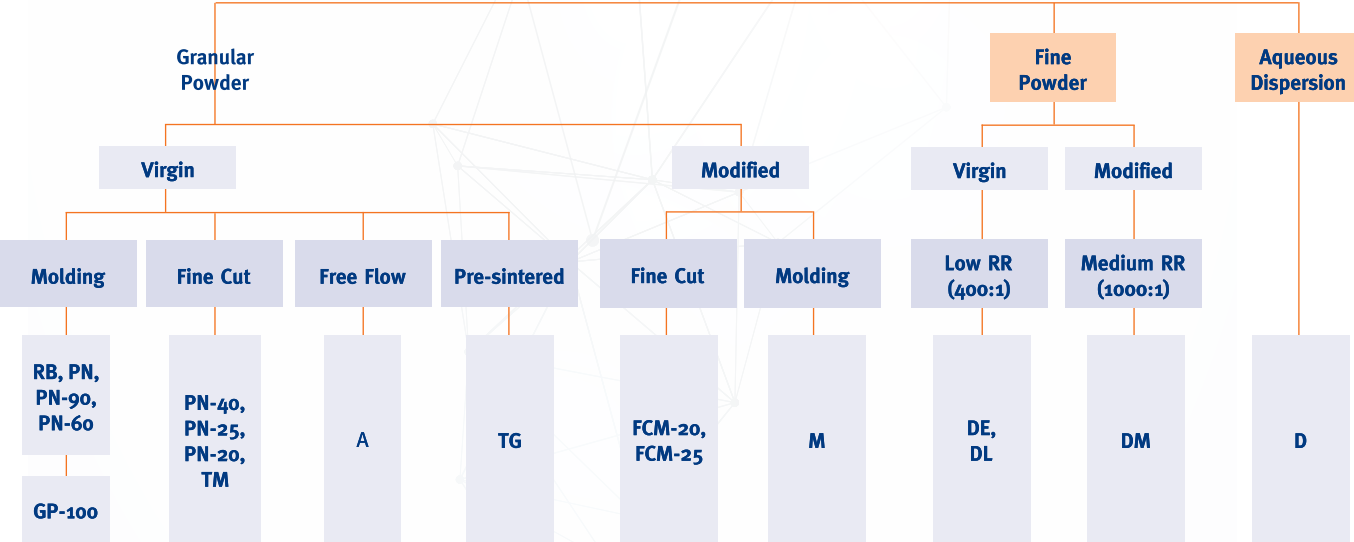 Granular
Powder
Fine
Powder
Aqueous
Dispersion
Virgin
Modified
Virgin
Modified
Molding
Fine Cut
Free Flow
Pre-sintered
Fine Cut
Molding
Low RR
(400:1)
Medium RR
(1000:1)
RB, PN,
PN-90,
PN-60
GP-100
PN-40,
PN-25,
PN-20,
TM
A
TG
FCM-20,
FCM-25
M
DE,
DL
DM
D